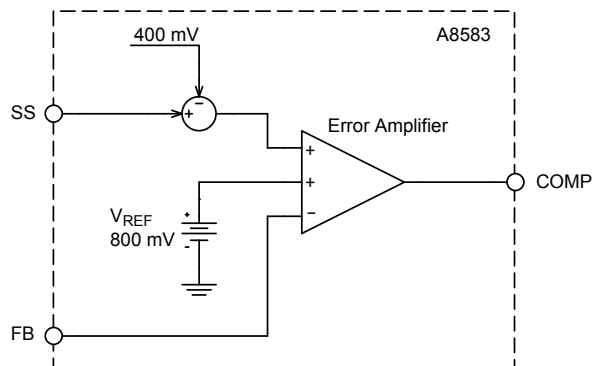 400 mV
A8583
−
SS
+
Error Amplifier
+
+
−
COMP
+
V_REF
800 mV
-
FB